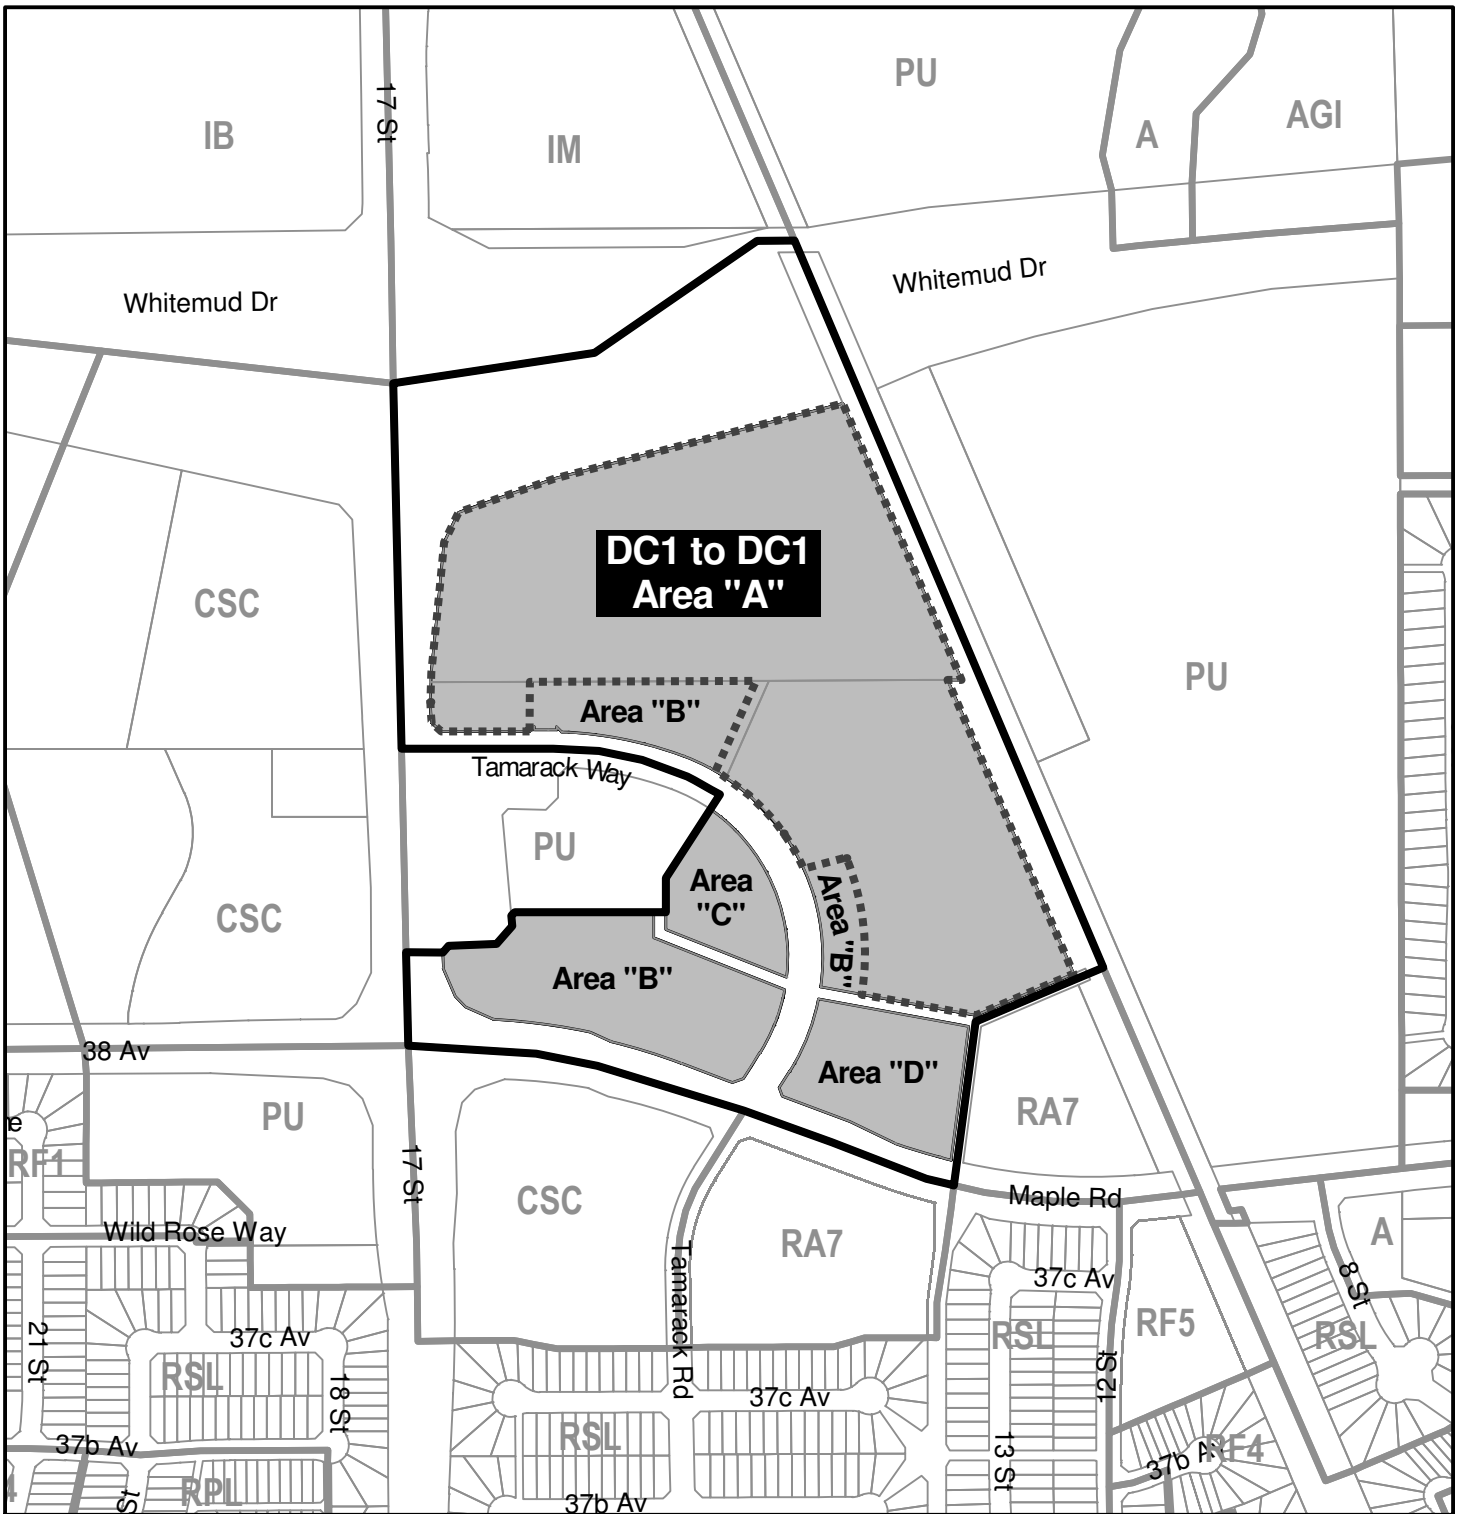 PU
17 St
IB
IM
A
AGI
Whitemud Dr
Whitemud Dr
DC1 to DC1
Area "A"
CSC
PU
Area "B"
Tamarack Way
PU
Area
"C"
Area "B"
CSC
Area "B"
38 Av
Area "D"
PU
RA7
RF1
17 St
CSC
Maple Rd
Wild Rose Way
RA7
A
Tamarack Rd
37c Av
8 St
21 St
37c Av
RSL
RF5
RSL
RSL
18 St
12 St
37c Av
37b Av
RSL
13 St
37b Av
RF4
RPL
St
37b Av